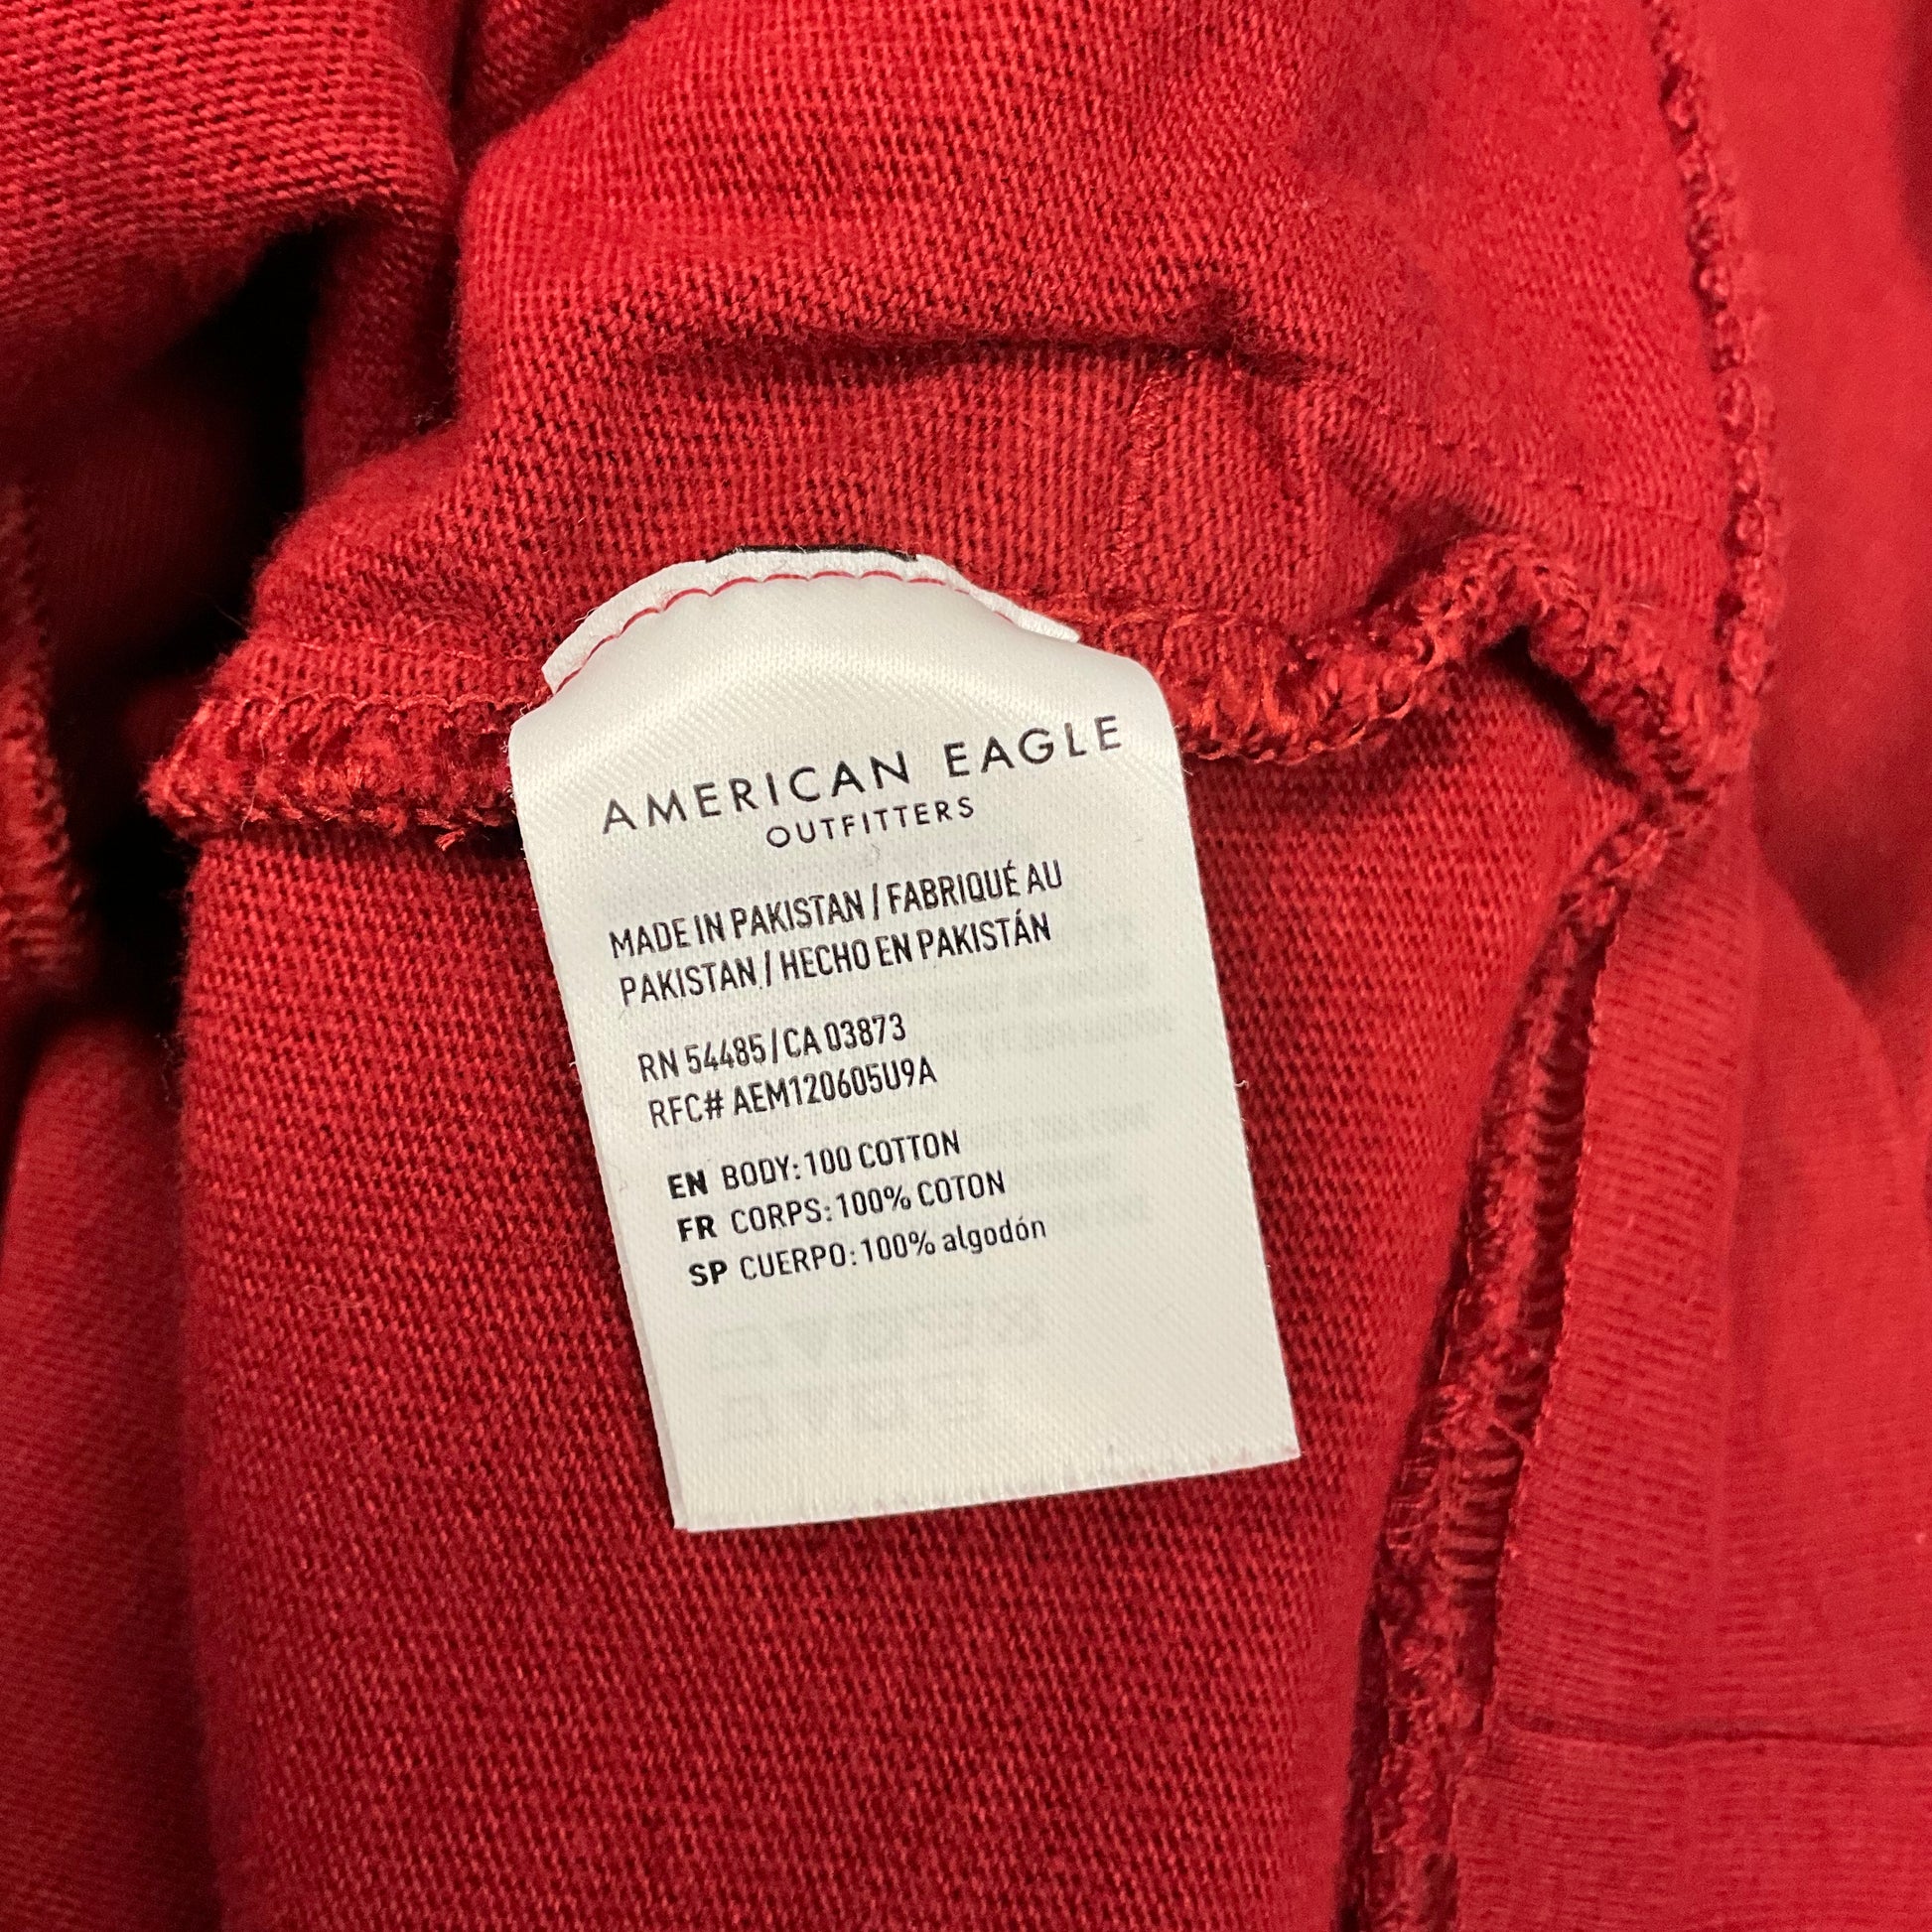 AMERICAN EAGLE
OUTFITTERS
MADE IN PAKISTAN / FABRIQUÉ AU
PAKISTAN / HECHO EN PAKISTÁN
RN 54485 / CA 03873
RFC# AEM120605U9A
EN BODY: 100 COTTON
FR CORPS: 100% COTON
SP CUERPO: 100% algodón